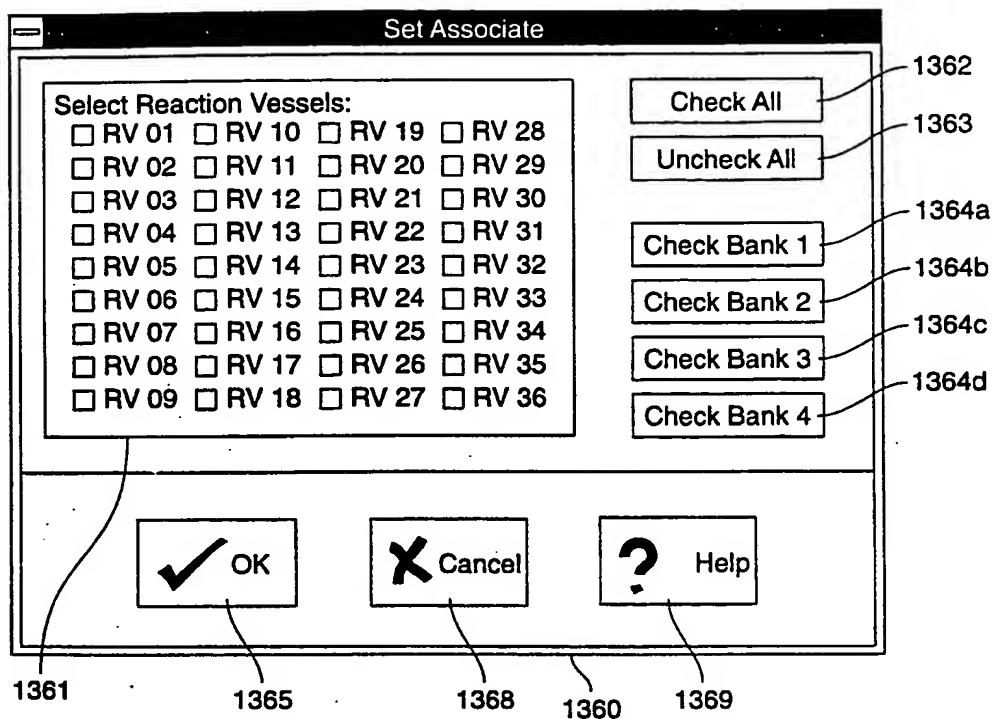 Set Associate
1362
Check All
Select Reaction Vessels:
1363
RV 01 RV 10 RV 19 RV 28
Uncheck All
RV 02 RV 11 RV 20 RV 29
RV 03 RV 12 RV 21 RV 30
1364a
RV 04 RV 13 RV 22 RV 31
Check Bank 1
RV 05 RV 14 RV 23 RV 32
1364b
RV 06 RV 15 RV 24 RV 33
Check Bank 2
RV 07 RV 16 RV 25 RV 34
1364c
RV 08 RV 17 RV 26 RV 35
Check Bank 3
RV 09 RV 18 RV 27 RV 36
1364d
Check Bank 4
OK
Cancel
? Help
1361
1365
1368
1360
1369